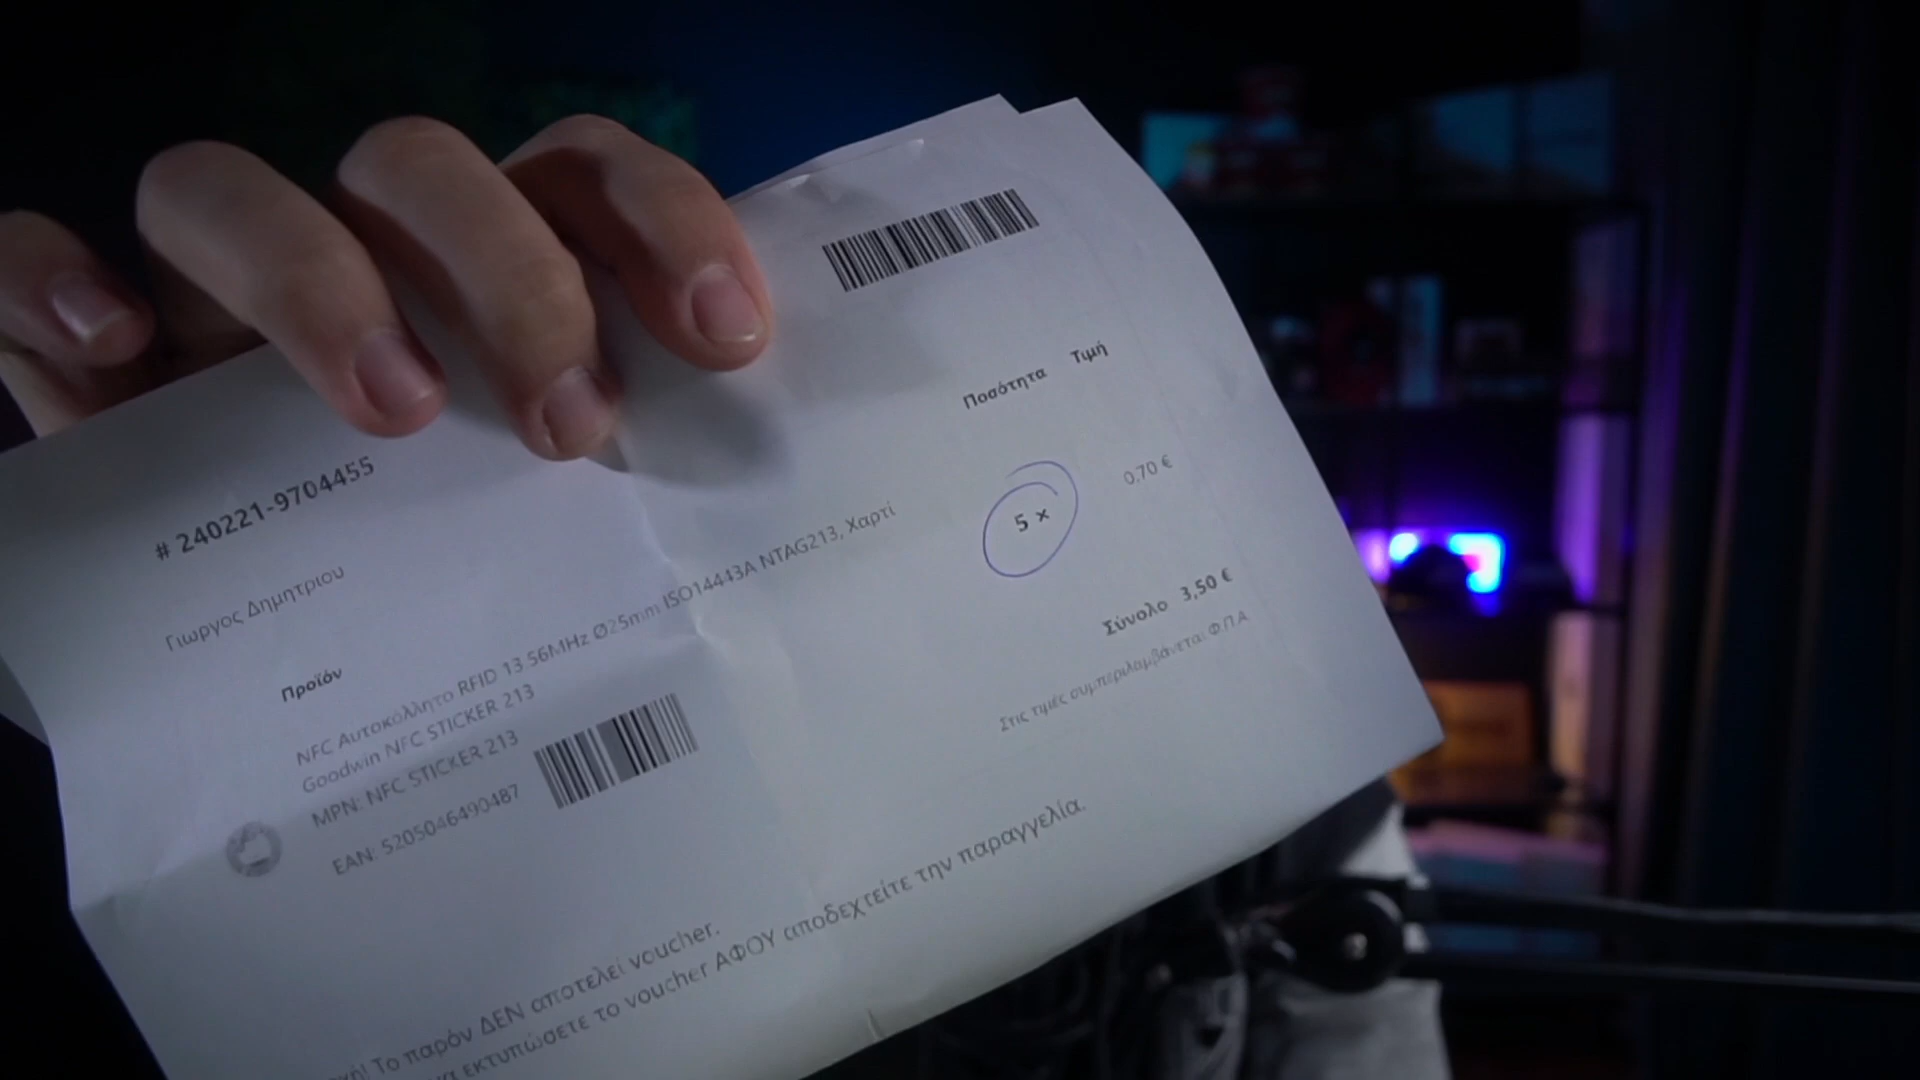 # 240221-9704455
Γιωργος Δημητριου
Προϊόν Ποσότητα Τιμή
NFC Αυτοκόλλητο RFID 13.56MHz Ø25mm ISO14443A NTAG213, Χαρτί 5 × 0,70 €
Goodwin NFC STICKER 213
MPN: NFC STICKER 213
EAN: 5205046490487
Σύνολο 3,50 €
Στις τιμές συμπεριλαμβάνεται Φ.Π.Α
Το παρόν ΔΕΝ αποτελεί voucher.
εκτυπώσετε το voucher ΑΦΟΥ αποδεχτείτε την παραγγελία.